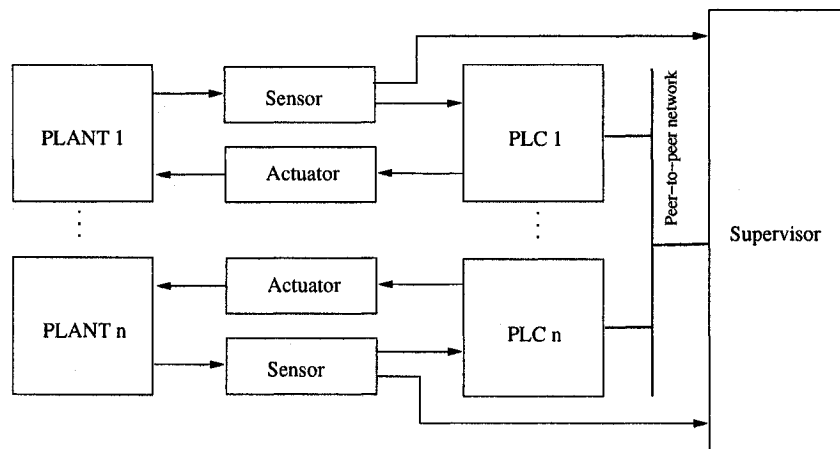 PLANT 1
Sensor
Actuator
PLC 1
Peer-to-peer network
Supervisor
PLANT n
Actuator
Sensor
PLC n